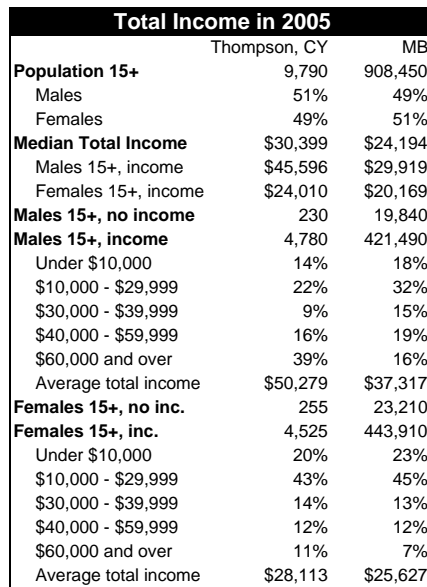 Total Income in 2005
Thompson, CY MB
Population 15+ 9,790 908,450
Males 51% 49%
Females 49% 51%
Median Total Income $30,399 $24,194
Males 15+, income $45,596 $29,919
Females 15+, income $24,010 $20,169
Males 15+, no income 230 19,840
Males 15+, income 4,780 421,490
Under $10,000 14% 18%
$10,000 - $29,999 22% 32%
$30,000 - $39,999 9% 15%
$40,000 - $59,999 16% 19%
$60,000 and over 39% 16%
Average total income $50,279 $37,317
Females 15+, no inc. 255 23,210
Females 15+, inc. 4,525 443,910
Under $10,000 20% 23%
$10,000 - $29,999 43% 45%
$30,000 - $39,999 14% 13%
$40,000 - $59,999 12% 12%
$60,000 and over 11% 7%
Average total income $28,113 $25,627